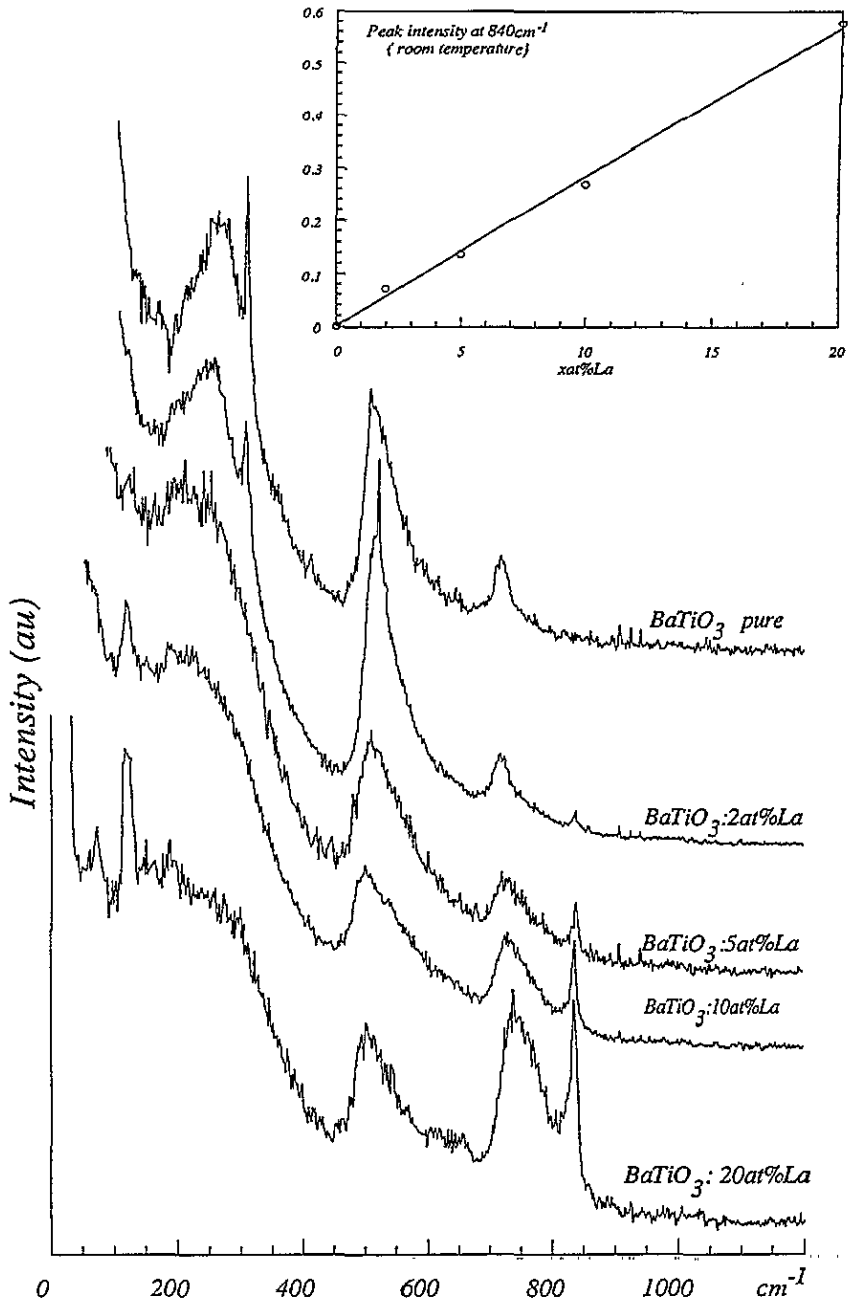 Peak intensity at 840cm-1
( room temperature)
0.6
0.5
0.4
0.3
0.2
0.1
0
0 5 10 15 20
xat%La
Intensity (au)
BaTiO3 pure
BaTiO3:2at%La
BaTiO3:5at%La
BaTiO3:10at%La
BaTiO3: 20at%La
0 200 400 600 800 1000 cm-1